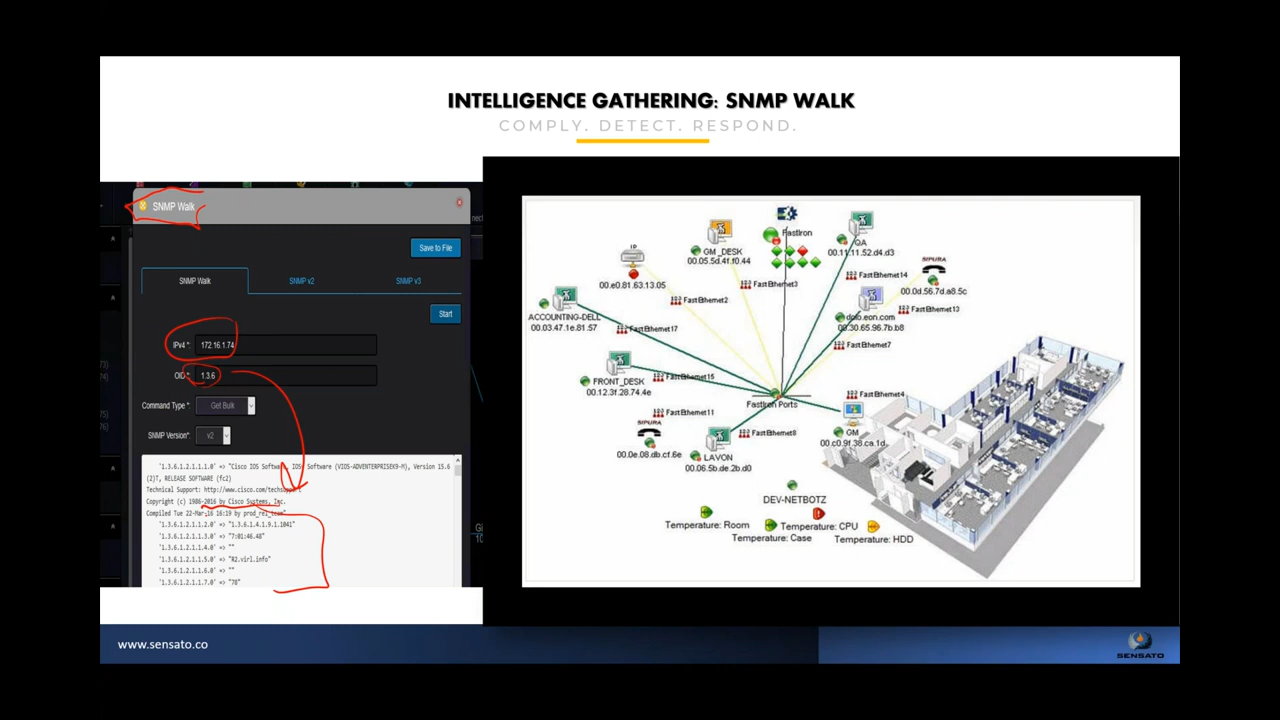 INTELLIGENCE GATHERING: SNMP WALK
COMPLY. DETECT. RESPOND.
SNMP Walk
Save to File
SNMP Walk
SNMP v2
SNMP v3
Start
IPv4 *:
172.16.1.74
OID *:
1.3.6
Command Type *:
Get Bulk
SNMP Version*:
v2
'1.3.6.1.2.1.1.1.0' => "Cisco IOS Software, IOSv Software (VIOS-ADVENTERPRISEK9-M), Version 15.6
(2)T, RELEASE SOFTWARE (fc2)
Technical Support: http://www.cisco.com/techsupport
Copyright (c) 1986-2016 by Cisco Systems, Inc.
Compiled Tue 22-Mar-16 16:19 by prod_rel_team"
'1.3.6.1.2.1.1.2.0' => "1.3.6.1.4.1.9.1.1041"
'1.3.6.1.2.1.1.3.0' => "7:01:46.48"
'1.3.6.1.2.1.1.4.0' => ""
'1.3.6.1.2.1.1.5.0' => "R2.virl.info"
'1.3.6.1.2.1.1.6.0' => ""
'1.3.6.1.2.1.1.7.0' => "78"
IP
00.e0.81.63.13.05
GM_DESK
00.05.5d.4f.f0.44
FastIron
QA
00.11.11.52.d4.d3
SIPURA
00.0d.56.7d.a8.5c
FastEthernet14
FastEthernet3
FastEthernet2
FastEthernet13
ACCOUNTING-DELL
00.03.47.1e.81.57
FastEthernet17
dolo.eon.com
00.30.65.96.7b.b8
FastEthernet7
FRONT_DESK
00.12.3f.28.74.4e
FastEthernet15
FastIron Ports
FastEthernet4
GM
00.c0.9f.38.ca.1d
FastEthernet11
SIPURA
00.0e.08.db.cf.6e
FastEthernet8
LAVON
00.06.5b.de.2b.d0
DEV-NETBOTZ
Temperature: Room
Temperature: CPU
Temperature: Case
Temperature: HDD
www.sensato.co
SENSATO